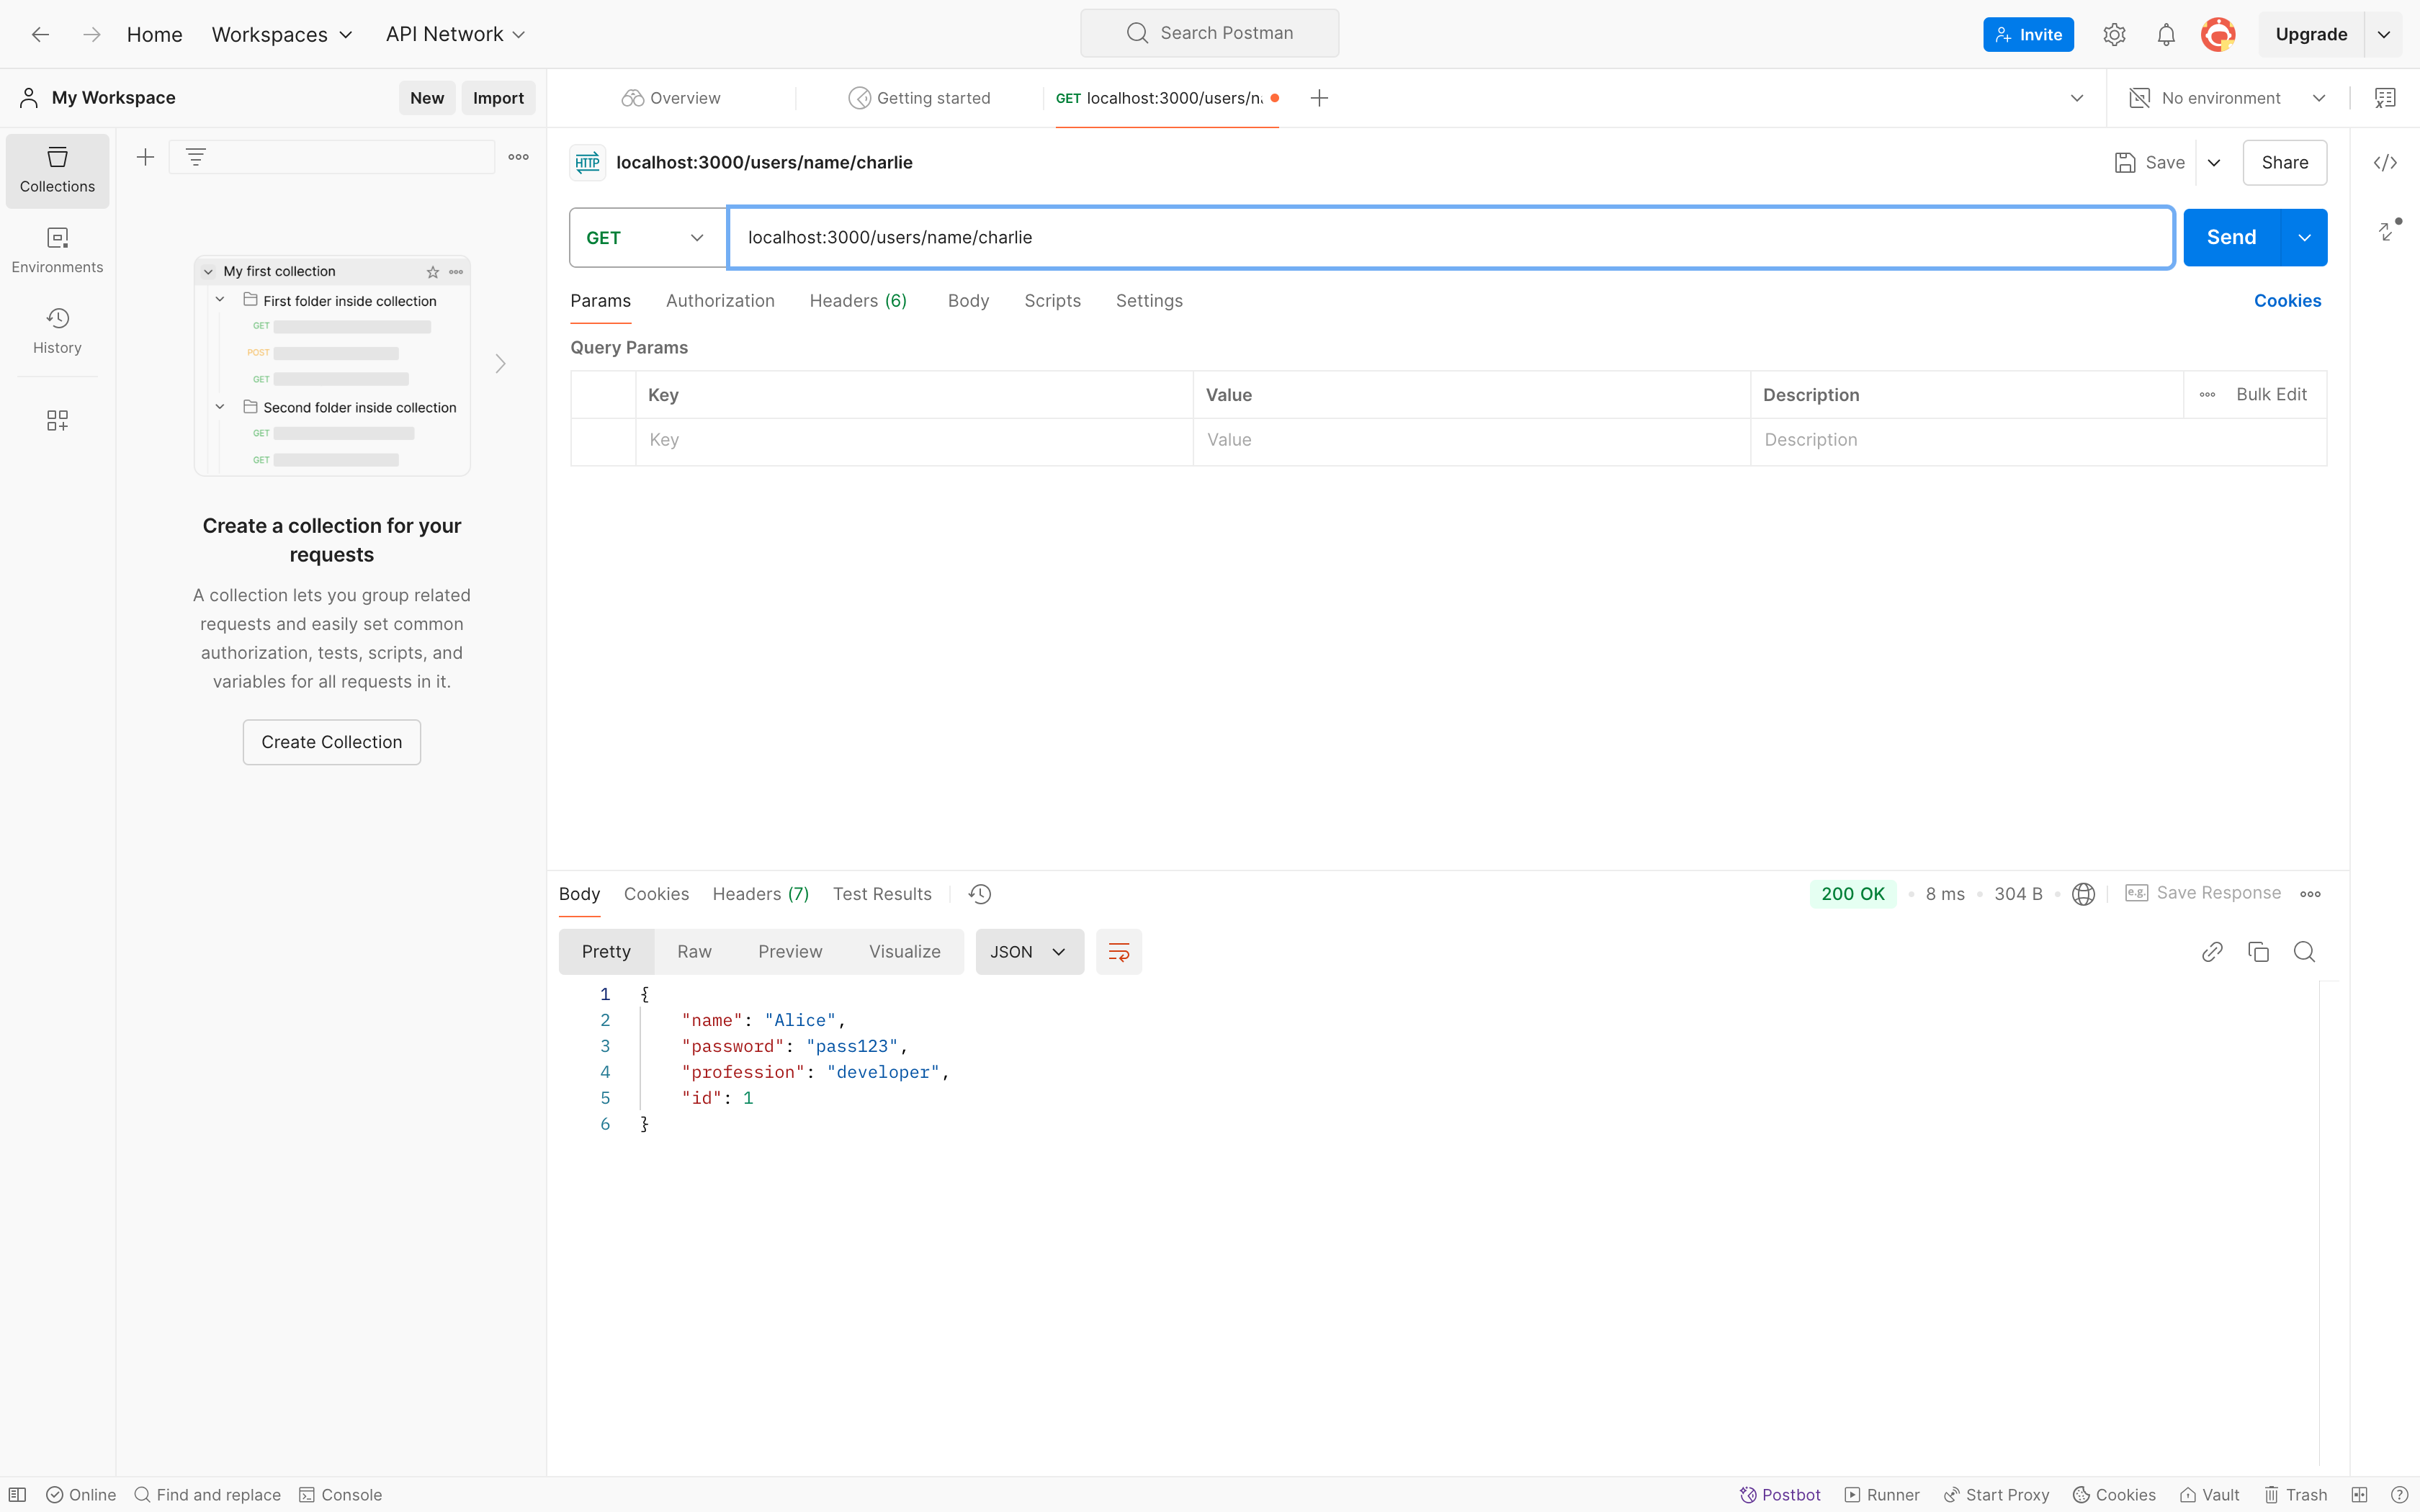 Home Workspaces API Network Search Postman Invite Upgrade
My Workspace New Import Overview Getting started GET localhost:3000/users/n No environment
Collections
Environments
History
My first collection
First folder inside collection
GET
POST
GET
Second folder inside collection
GET
GET
Create a collection for your
requests
A collection lets you group related
requests and easily set common
authorization, tests, scripts, and
variables for all requests in it.
Create Collection
HTTP localhost:3000/users/name/charlie Save Share
GET localhost:3000/users/name/charlie Send
Params Authorization Headers (6) Body Scripts Settings Cookies
Query Params
Key Value Description Bulk Edit
Key Value Description
Body Cookies Headers (7) Test Results 200 OK 8 ms 304 B e.g. Save Response
Pretty Raw Preview Visualize JSON
1 {
2 "name": "Alice",
3 "password": "pass123",
4 "profession": "developer",
5 "id": 1
6 }
Online Find and replace Console Postbot Runner Start Proxy Cookies Vault Trash